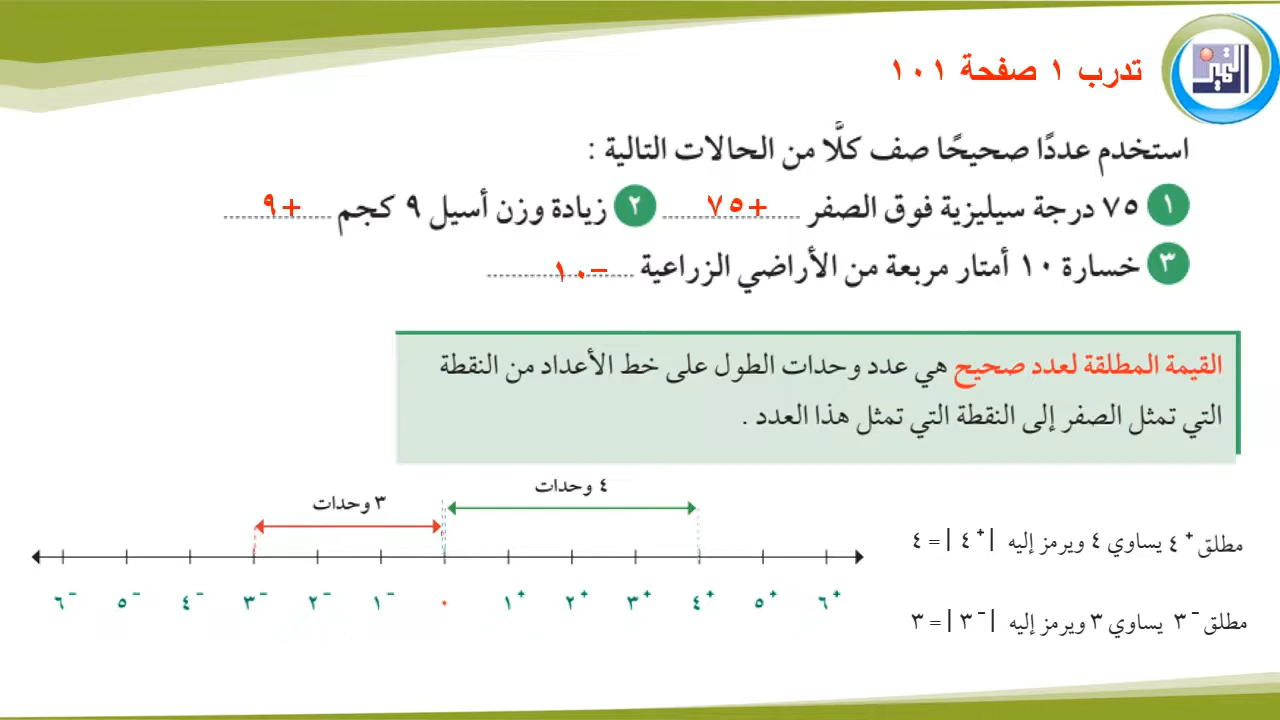 التميز
تدرب ١ صفحة ١٠١
استخدم عددًا صحيحًا صف كلَّا من الحالات التالية :
١ ٧٥ درجة سيليزية فوق الصفر +٧٥ ٢ زيادة وزن أسيل ٩ كجم +٩
٣ خسارة ١٠ أمتار مربعة من الأراضي الزراعية -١٠
القيمة المطلقة لعدد صحيح هي عدد وحدات الطول على خط الأعداد من النقطة
التي تمثل الصفر إلى النقطة التي تمثل هذا العدد .
٣ وحدات ٤ وحدات
٦⁻ ٥⁻ ٤⁻ ٣⁻ ٢⁻ ١⁻ ٠ ١⁺ ٢⁺ ٣⁺ ٤⁺ ٥⁺ ٦⁺
مطلق ⁺٤ يساوي ٤ ويرمز إليه |⁺٤| = ٤
مطلق ⁻٣ يساوي ٣ ويرمز إليه |⁻٣| = ٣